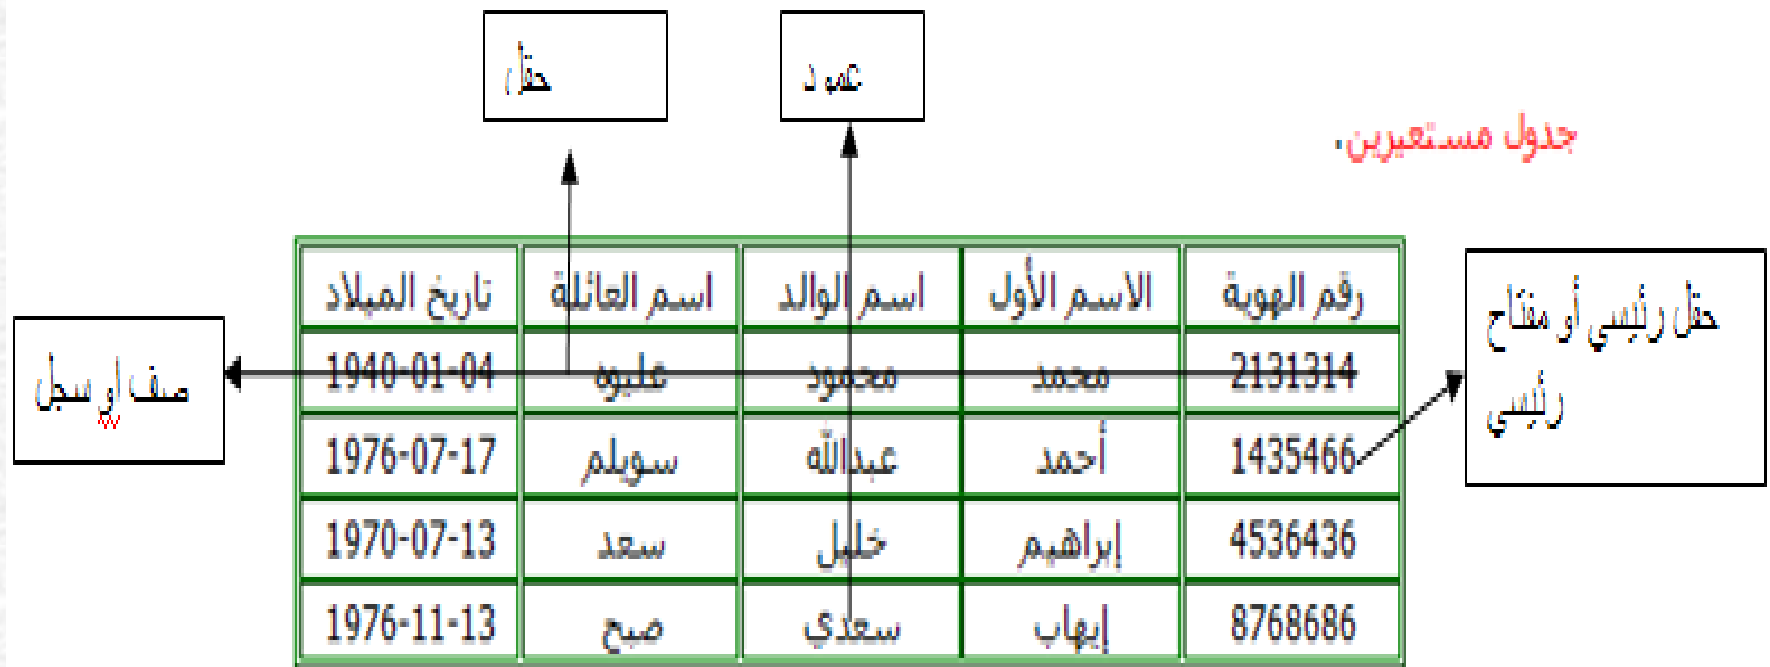 حقل
عمود
جدول مستعيرين.
رقم الهوية الاسم الأول اسم الوالد اسم العائلة تاريخ الميلاد
2131314 محمد محمود عليوه 1940-01-04
1435466 أحمد عبدالله سويلم 1976-07-17
4536436 إبراهيم خليل سعد 1970-07-13
8768686 إيهاب سعدي صبح 1976-11-13
حقل رئيسي أو مفتاح
رئيسي
صف او سجل